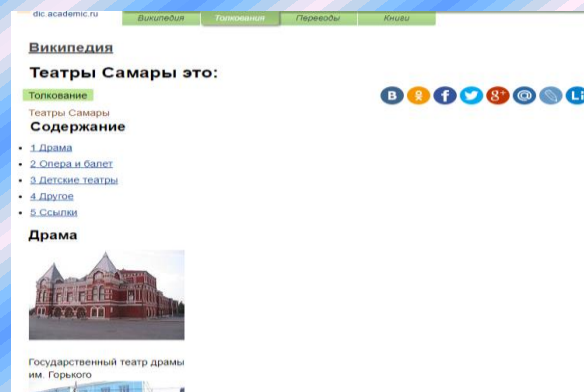 dic.academic.ru
Википедия Толкования Переводы Книги
Википедия
Театры Самары это:
Толкование
Театры Самары
Содержание
1 Драма
2 Опера и балет
3 Детские театры
4 Другое
5 Ссылки
Драма
Государственный театр драмы
им. Горького